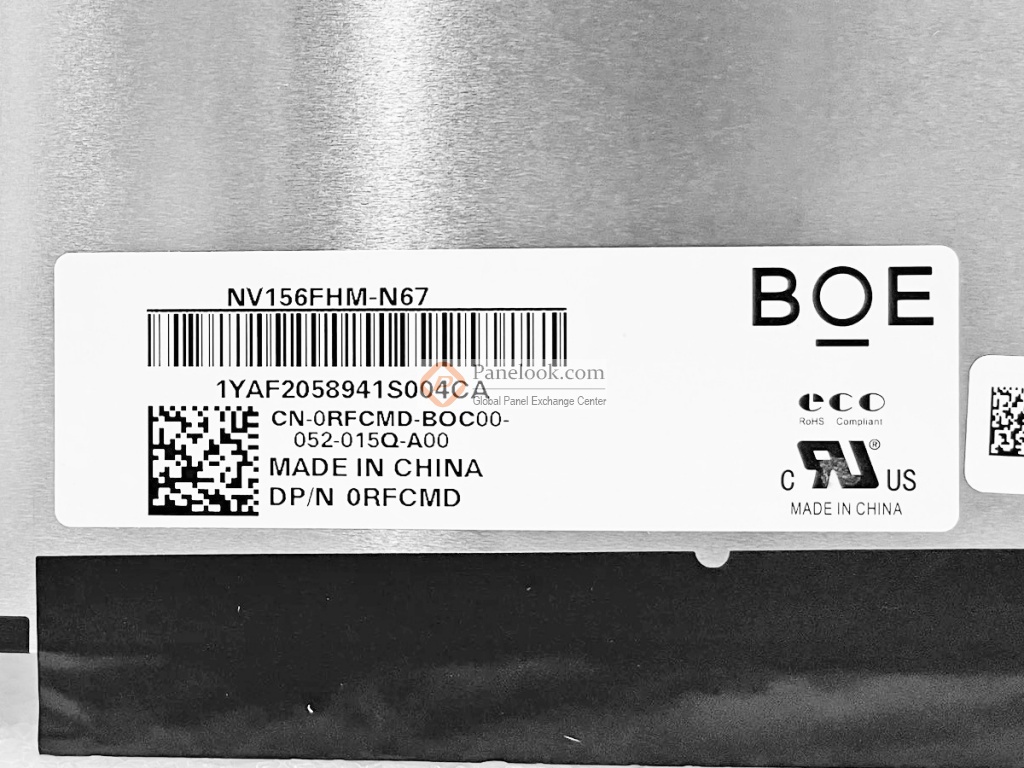 NV156FHM-N67
BOE
1YAF2058941S004CA
Panelook.com
Global Panel Exchange Center
CN-0RFCMD-BOC00-
052-015Q-A00
MADE IN CHINA
DP/N 0RFCMD
eco
RoHS Compliant
C RU ® US
MADE IN CHINA